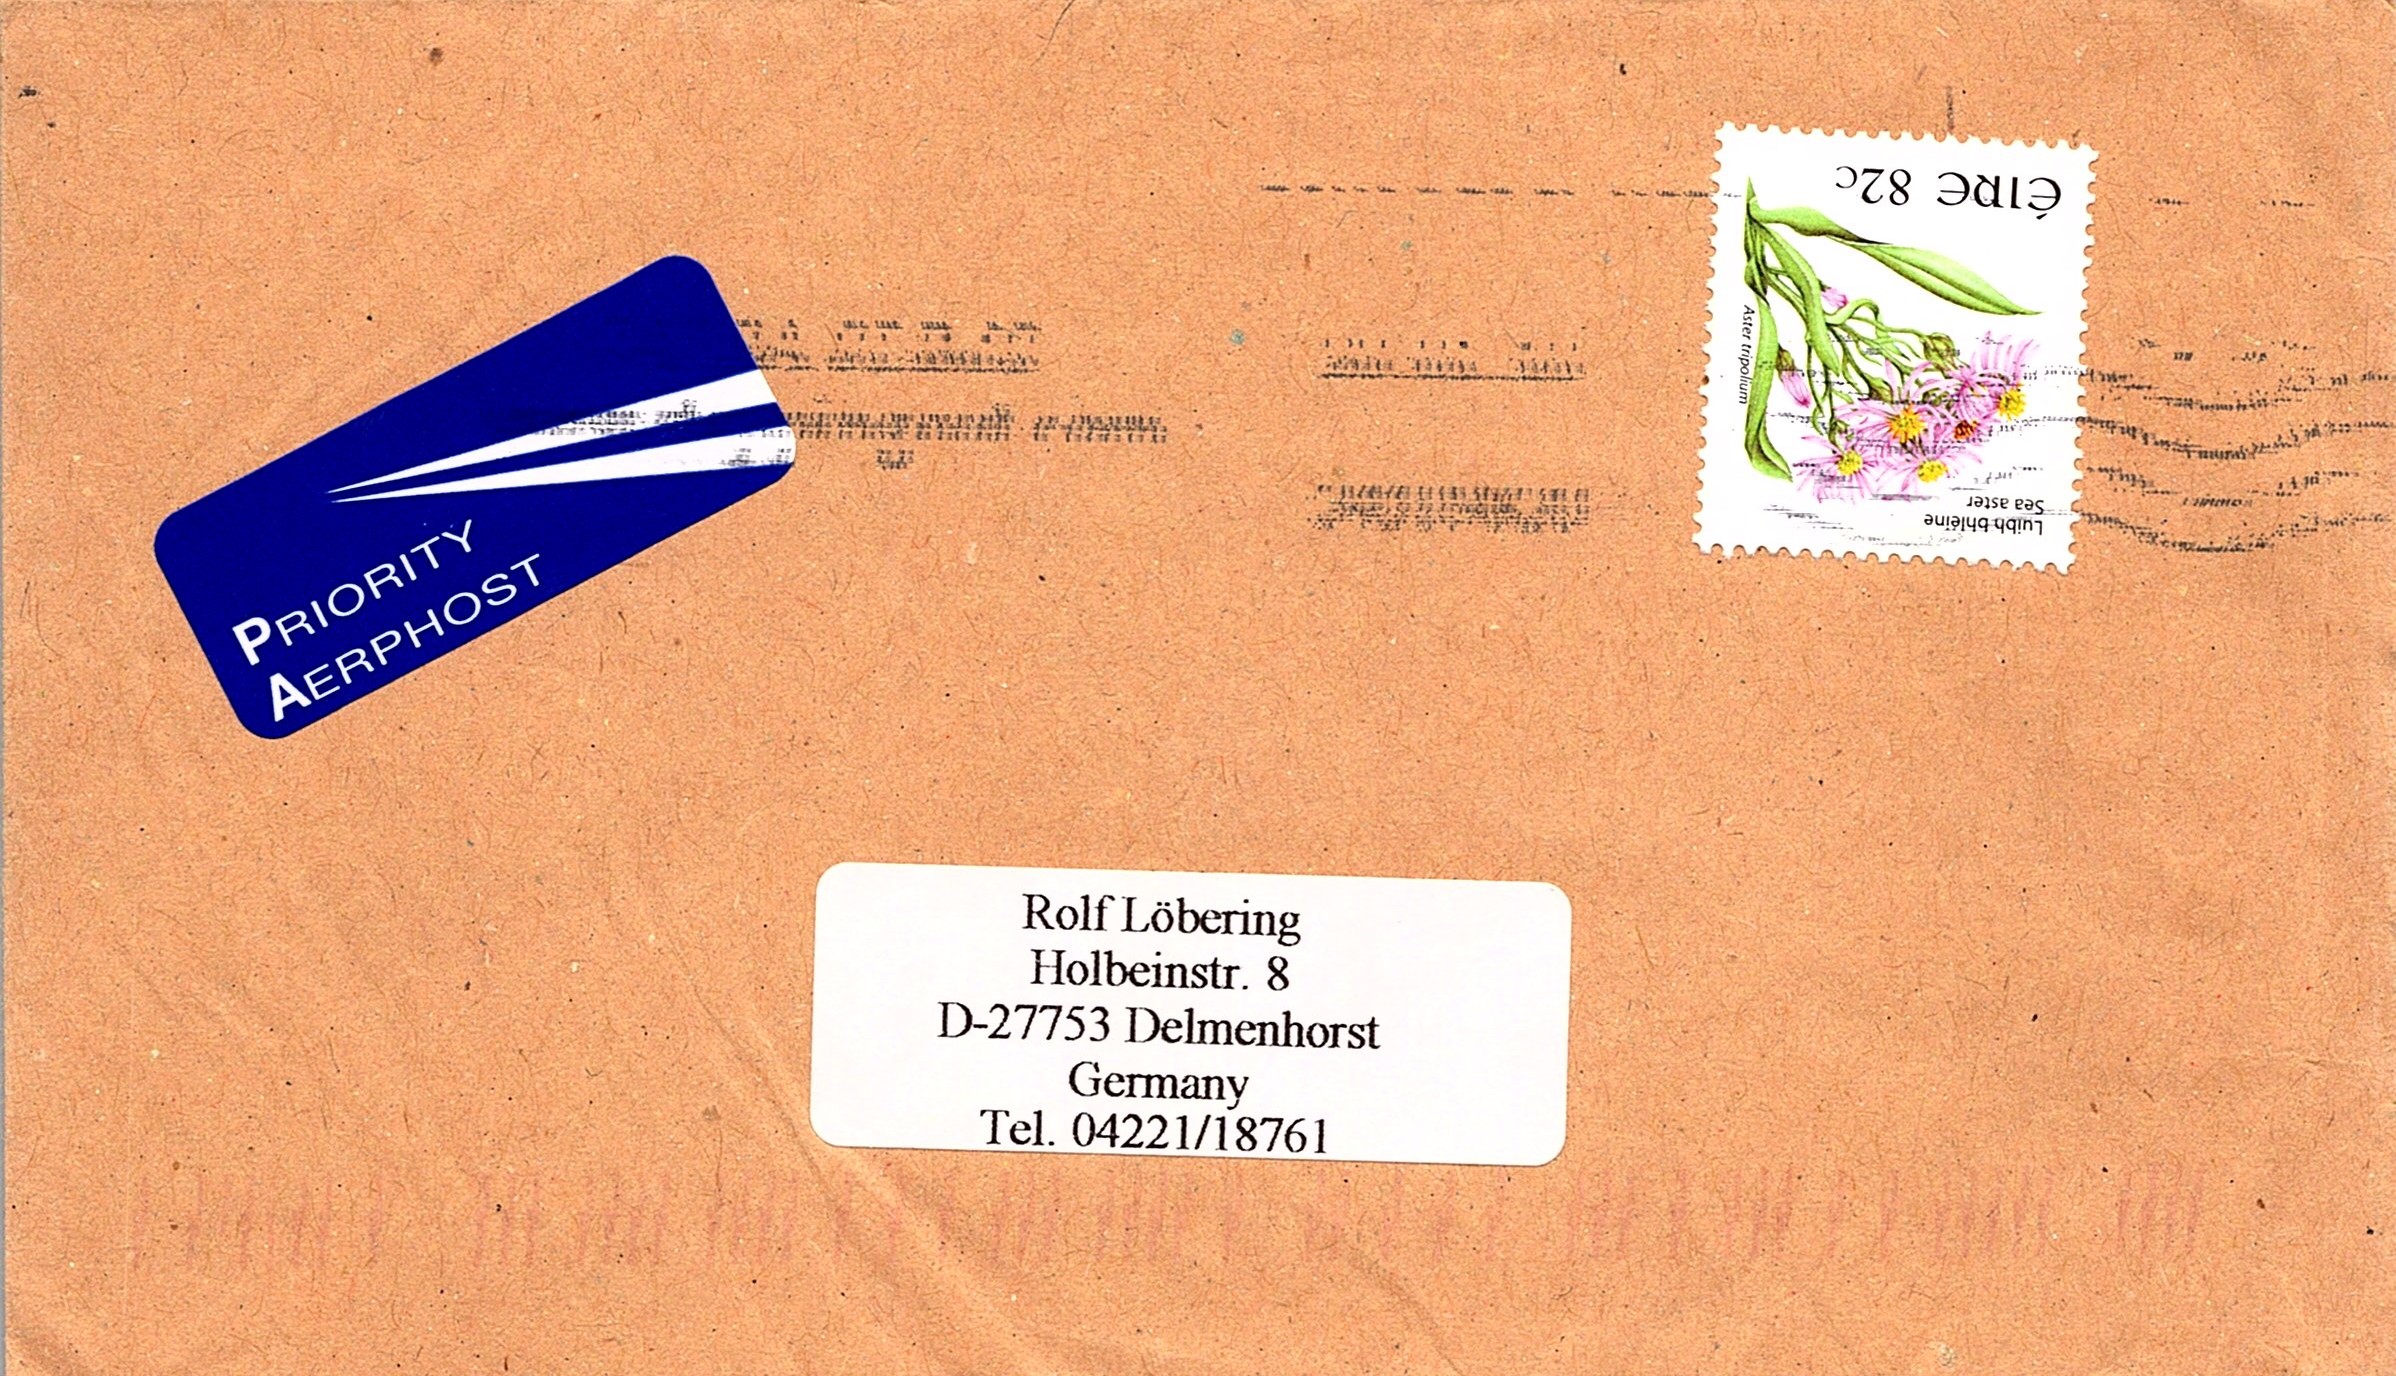 ÉIRE 82c
Aster tripolium
Luibh bhléine
Sea aster
PRIORITY
AERPHOST
Rolf Löbering
Holbeinstr. 8
D-27753 Delmenhorst
Germany
Tel. 04221/18761